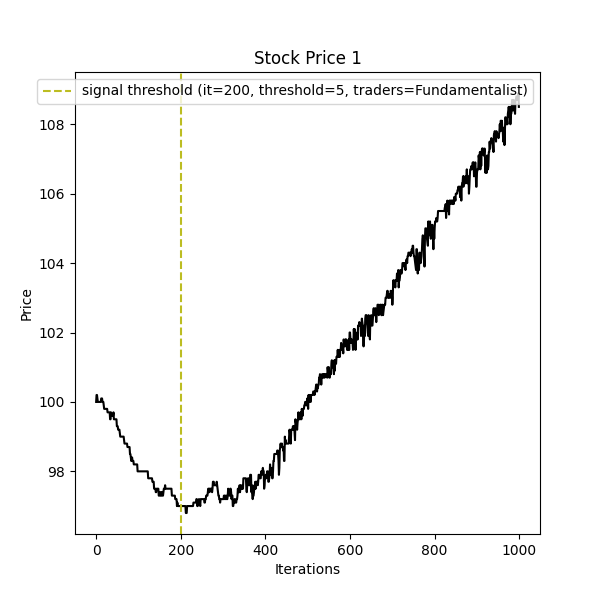 Stock Price 1
signal threshold (it=200, threshold=5, traders=Fundamentalist)
108
106
104
102
100
98
Price
0 200 400 600 800 1000
Iterations